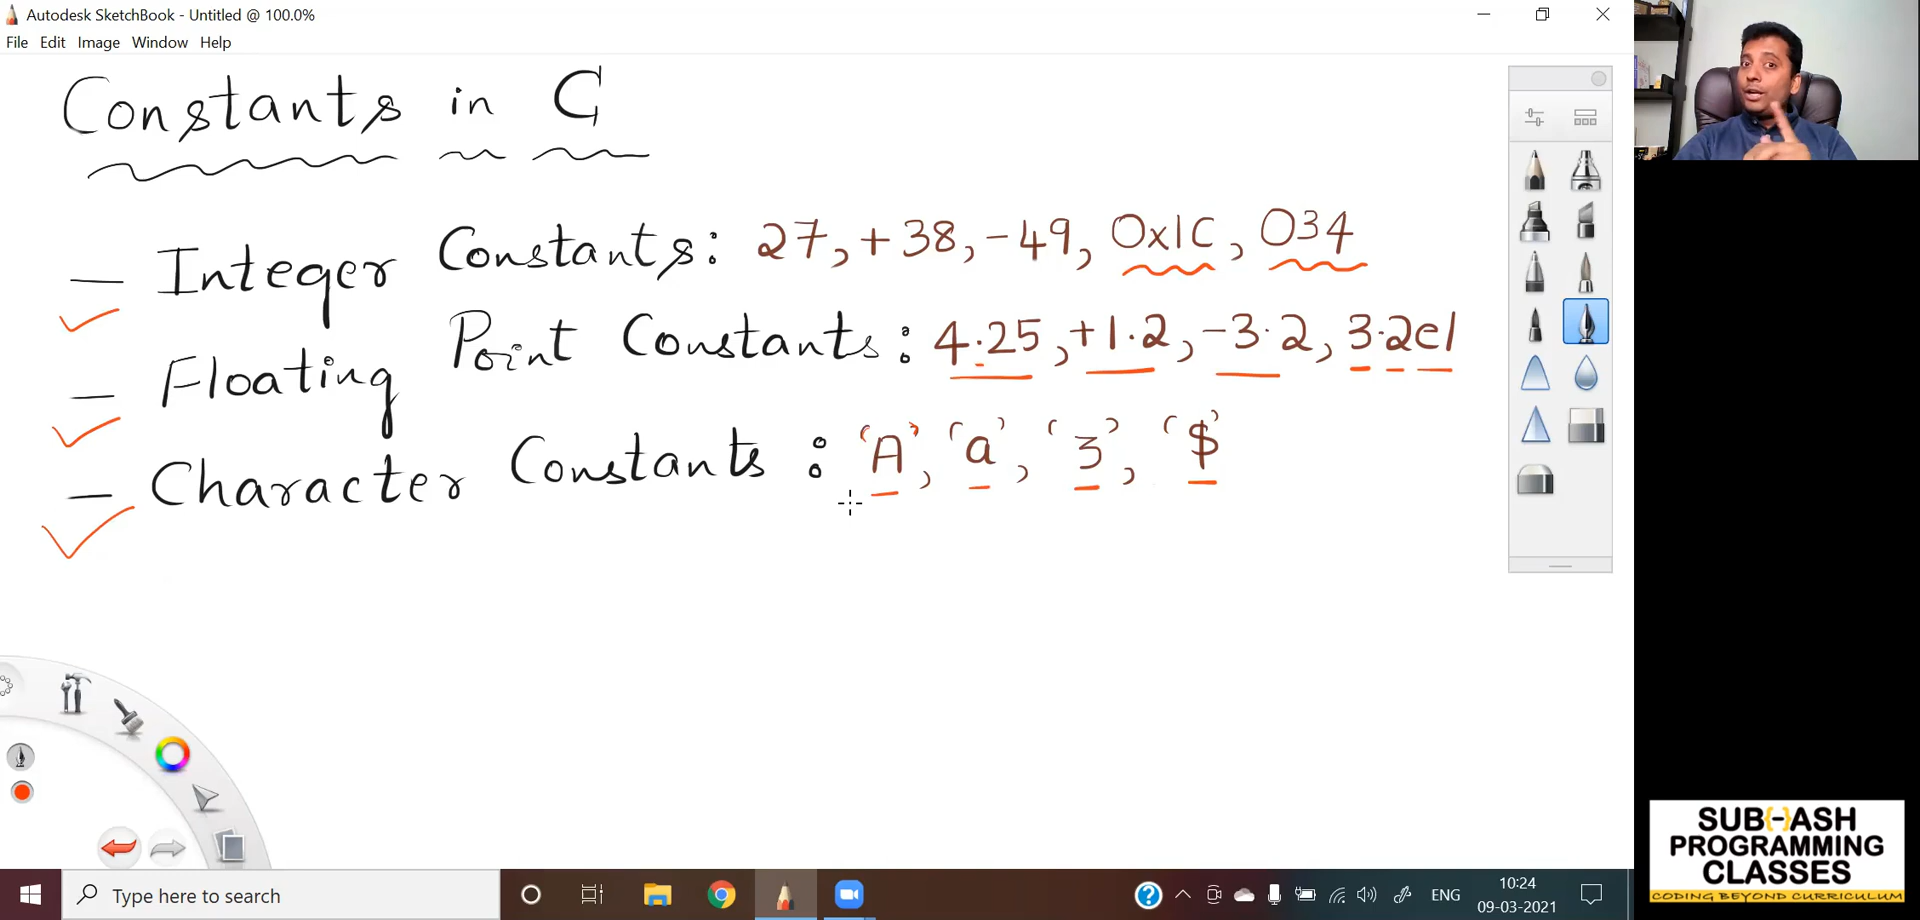 Autodesk SketchBook - Untitled @ 100.0%
File Edit Image Window Help
Constants in C
– Integer Constants: 27, +38, -49, 0x1C, 034
– Floating Point Constants: 4.25, +1.2, -3.2, 3.2e1
– Character Constants: 'A', 'a', '3', '$'
Type here to search
ENG
10:24
09-03-2021
SUBHASH
PROGRAMMING
CLASSES
CODING BEYOND CURRICULUM